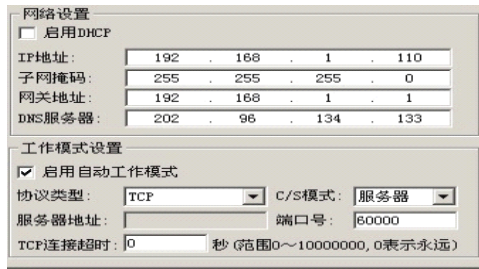 网络设置
启用DHCP
IP地址: 192 . 168 . 1 . 110
子网掩码: 255 . 255 . 255 . 0
网关地址: 192 . 168 . 1 . 1
DNS服务器: 202 . 96 . 134 . 133
工作模式设置
启用自动工作模式
协议类型: TCP C/S模式: 服务器
服务器地址: 端口号: 60000
TCP连接超时: 0 秒(范围0～10000000,0表示永远)